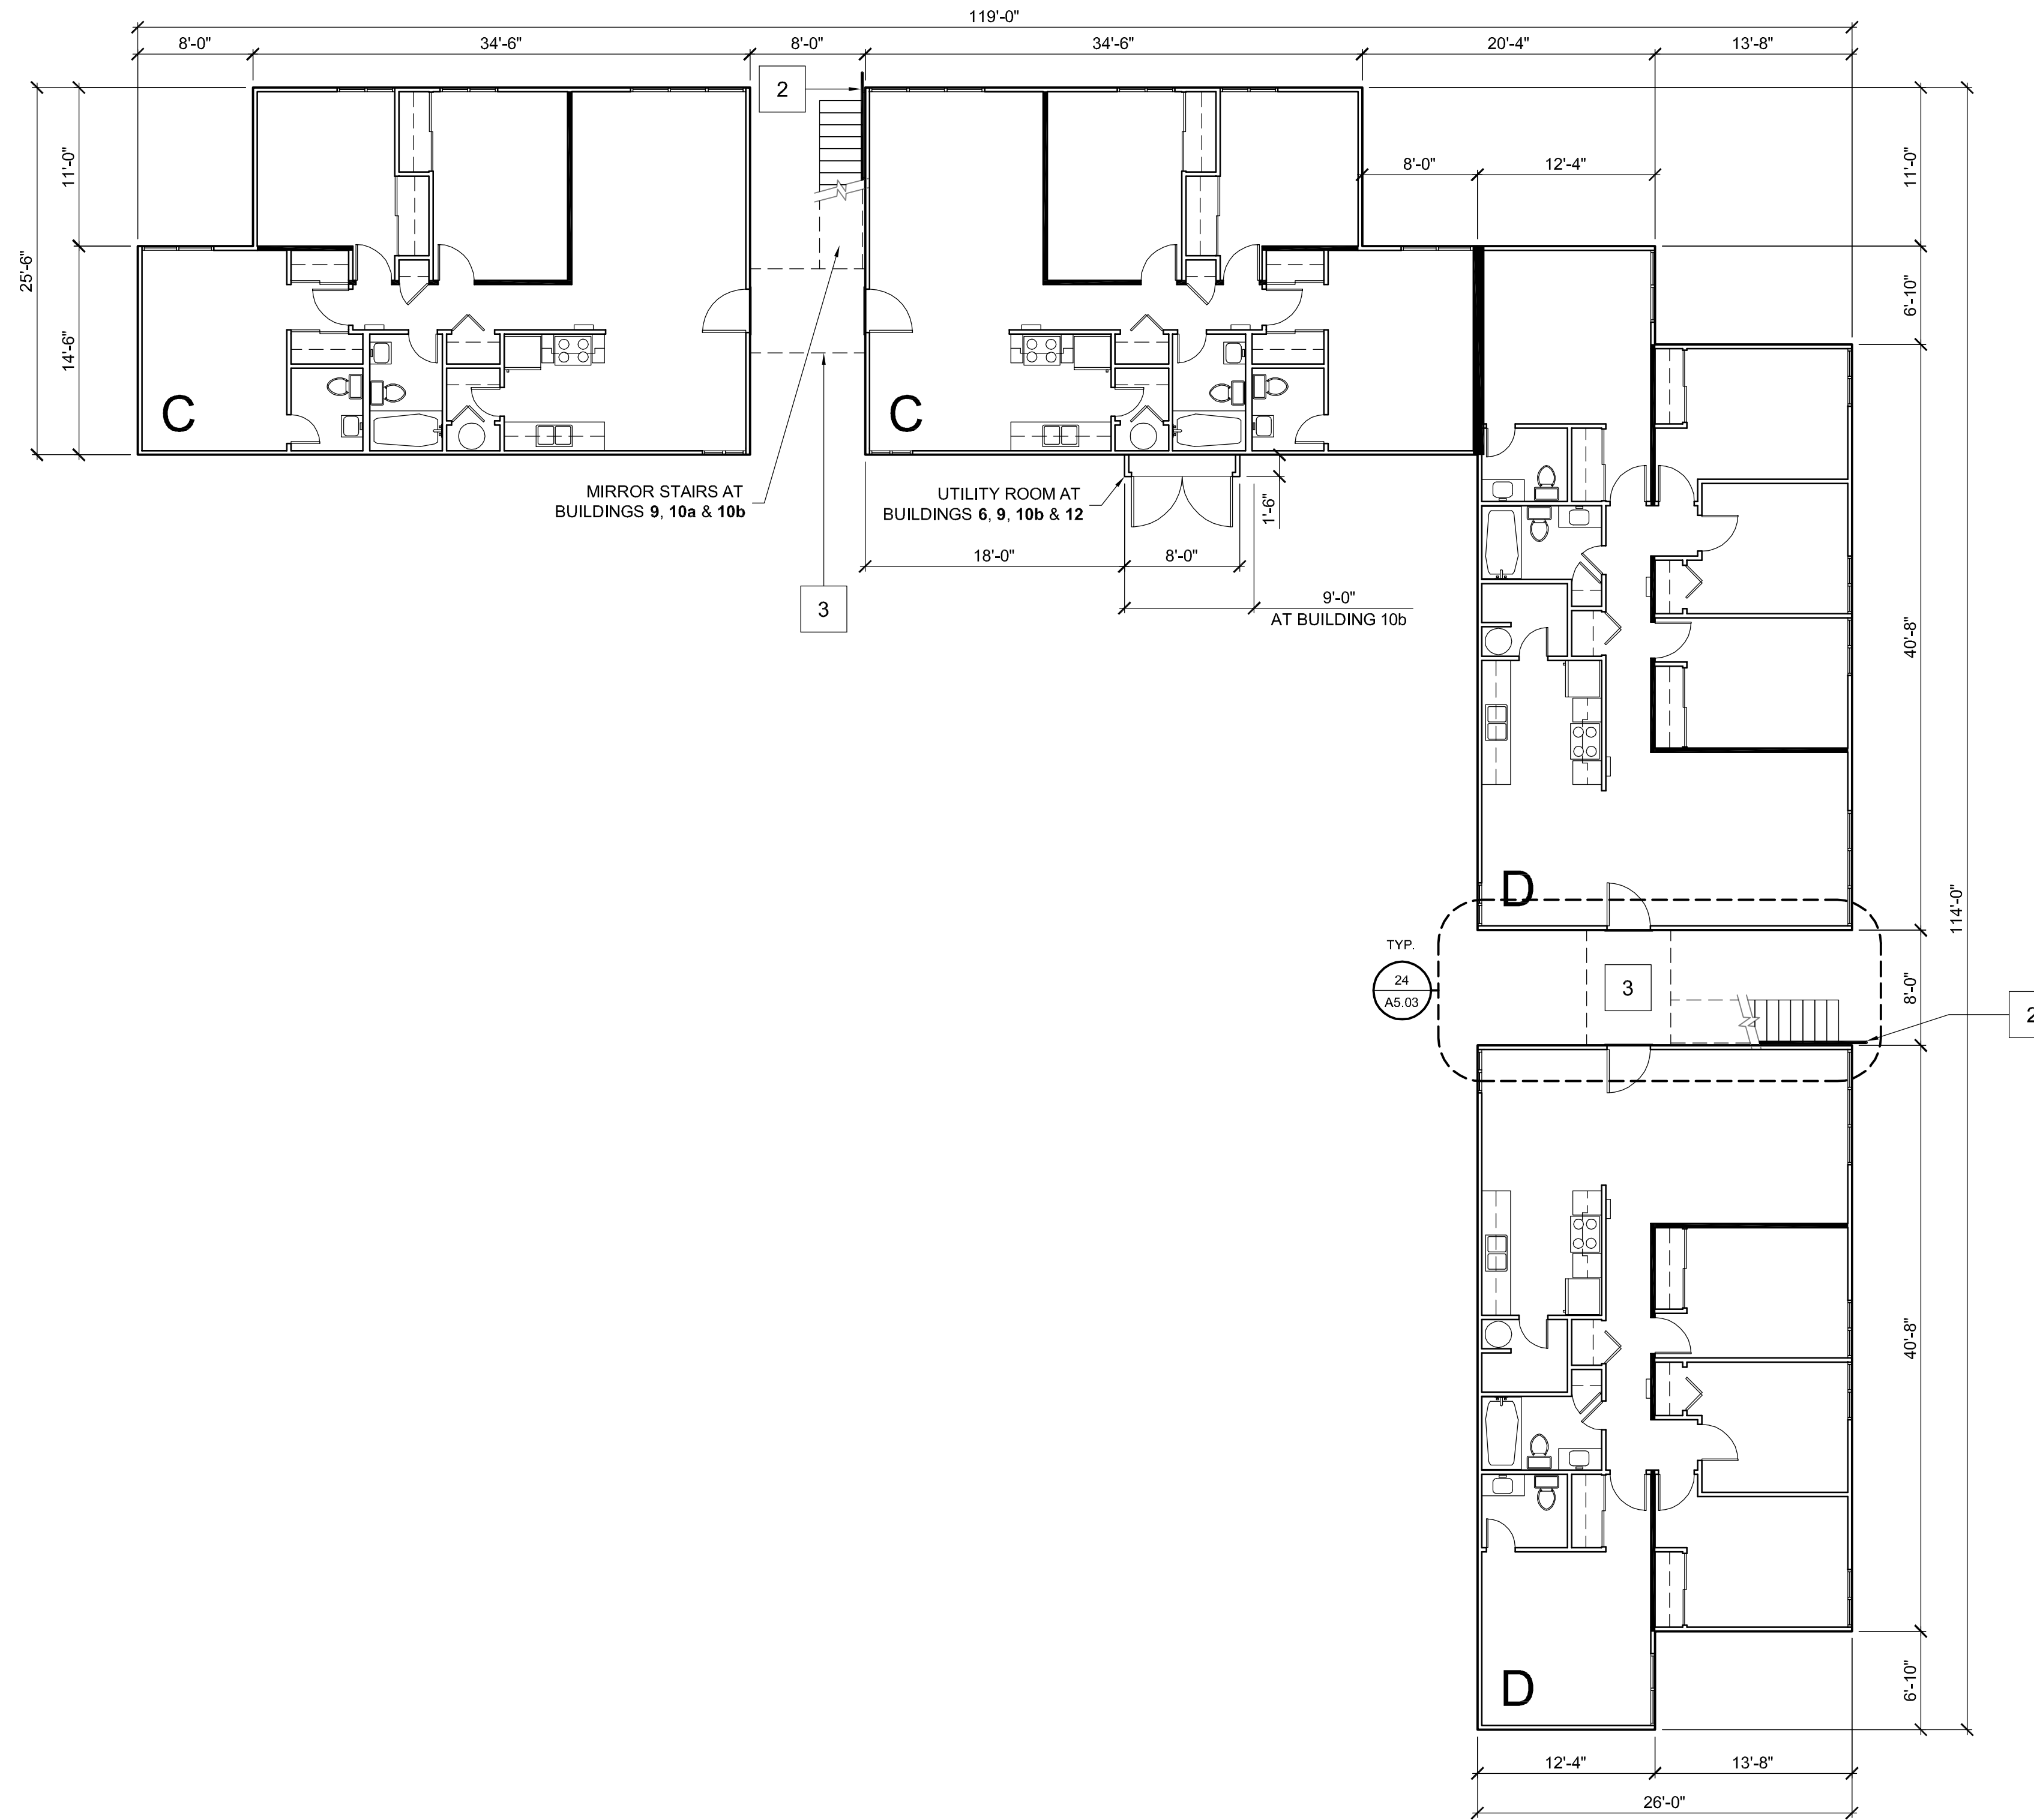 119'-0"
8'-0"
34'-6"
8'-0"
34'-6"
20'-4"
13'-8"
2
25'-6"
11'-0"
14'-6"
8'-0"
12'-4"
11'-0"
6'-10"
C
C
MIRROR STAIRS AT
BUILDINGS 9, 10a & 10b
UTILITY ROOM AT
BUILDINGS 6, 9, 10b & 12
1'-6"
18'-0"
8'-0"
9'-0"
AT BUILDING 10b
3
40'-8"
D
114'-0"
TYP.
24
A5.03
3
8'-0"
2
40'-8"
D
6'-10"
12'-4"
13'-8"
26'-0"